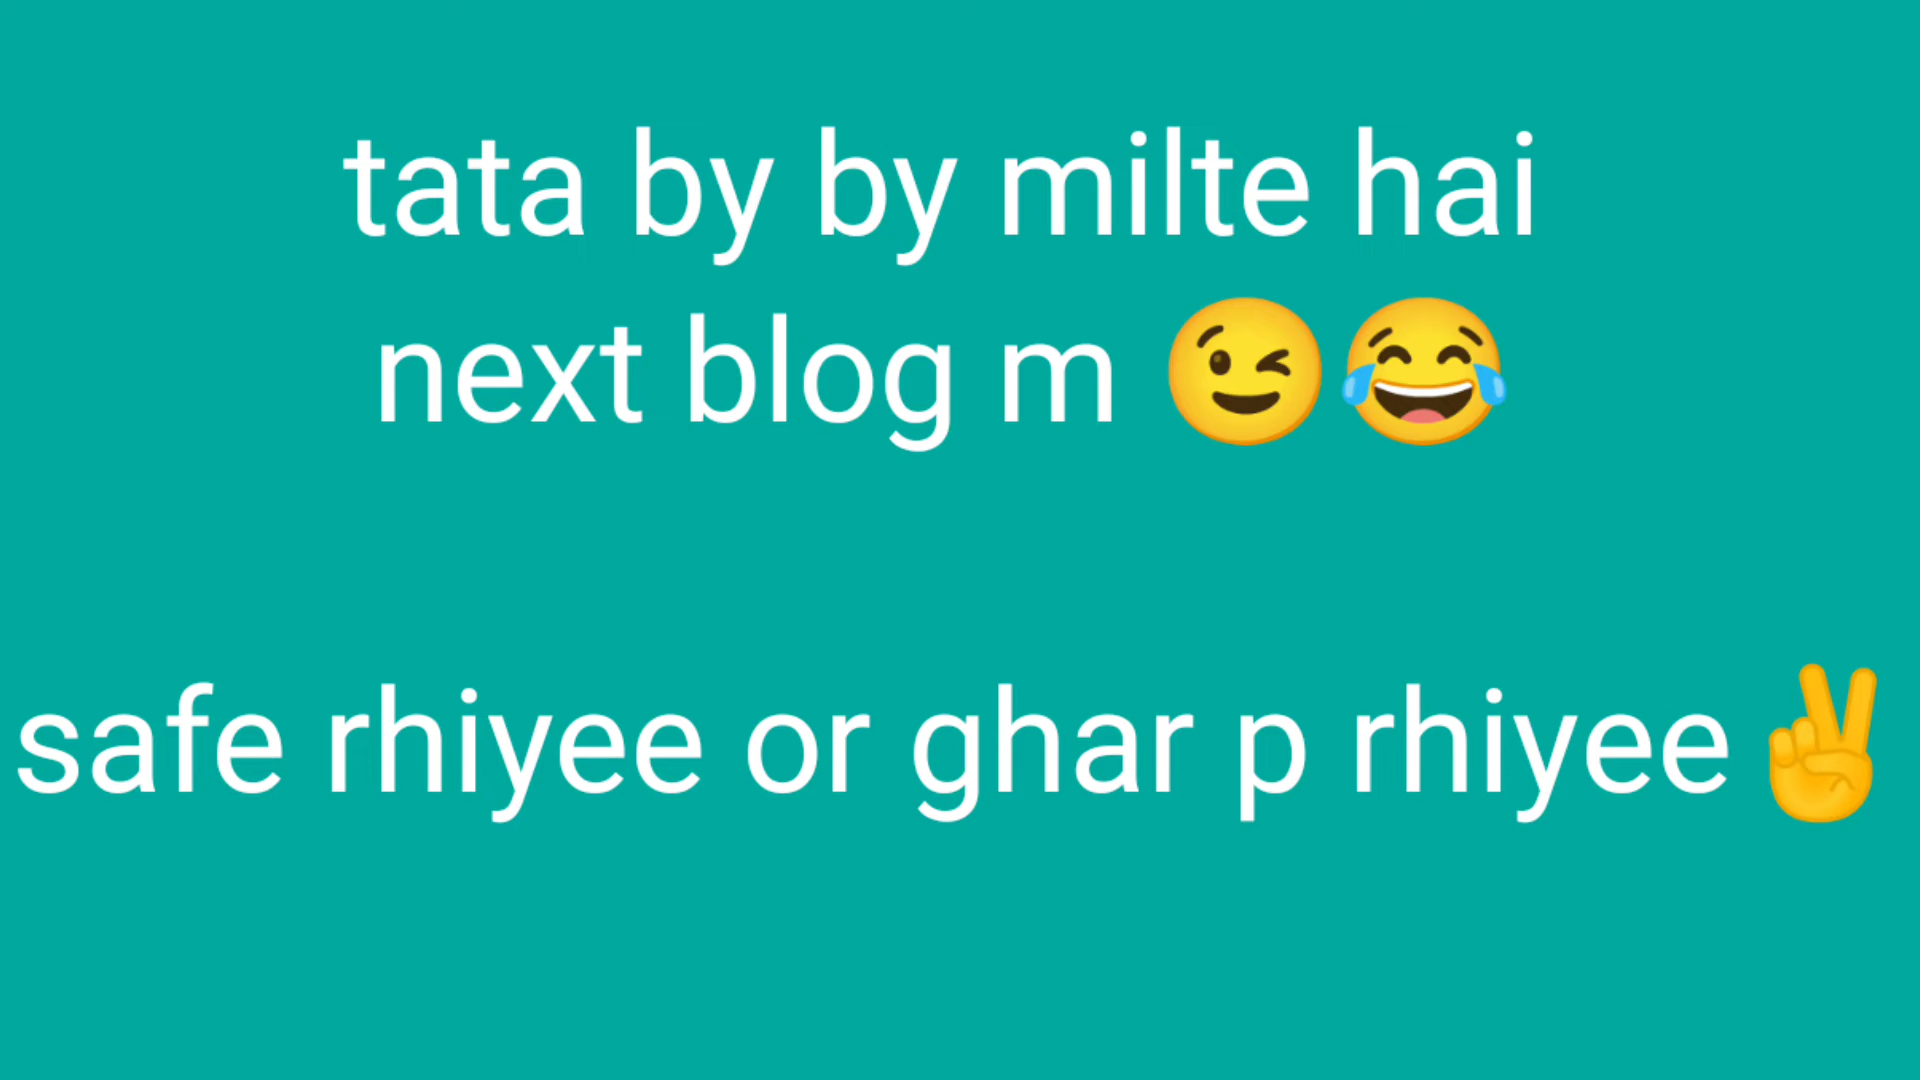 tata by by milte hai
next blog m 😉😂
safe rhiyee or ghar p rhiyee✌️